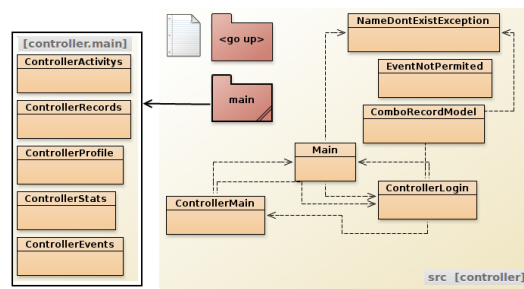 [controller.main]
ControllerActivitys
ControllerRecords
ControllerProfile
ControllerStats
ControllerEvents
<go up>
main
NameDontExistException
EventNotPermited
ComboRecordModel
Main
ControllerLogin
ControllerMain
src [controller]